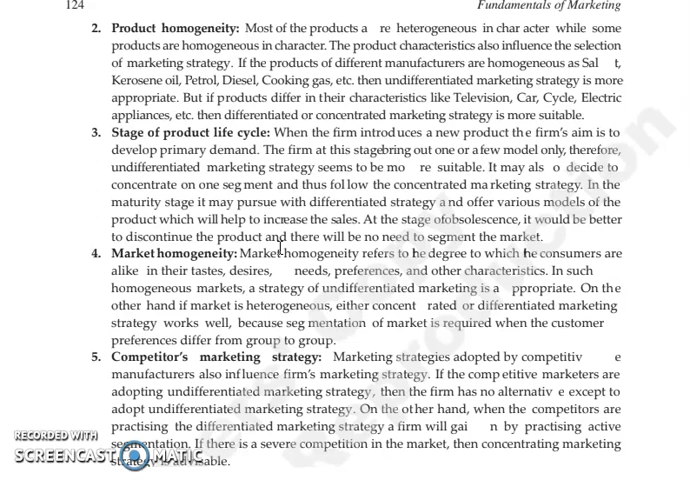 124
Fundamentals of Marketing
2. Product homogeneity: Most of the products a re heterogeneous in char acter while some
products are homogeneous in character. The product characteristics also influence the selection
of marketing strategy. If the products of different manufacturers are homogeneous as Sal t,
Kerosene oil, Petrol, Diesel, Cooking gas, etc. then undifferentiated marketing strategy is more
appropriate. But if products differ in their characteristics like Television, Car, Cycle, Electric
appliances, etc. then differentiated or concentrated marketing strategy is more suitable.
3. Stage of product life cycle: When the firm introduces a new product the firm's aim is to
develop primary demand. The firm at this stagebring out one or a few model only, therefore,
undifferentiated marketing strategy seems to be mo re suitable. It may als o decide to
concentrate on one seg ment and thus fol low the concentrated ma rketing strategy. In the
maturity stage it may pursue with differentiated strategy a nd offer various models of the
product which will help to increase the sales. At the stage ofobsolescence, it would be better
to discontinue the product and there will be no need to segment the market.
4. Market homogeneity: Market homogeneity refers to he degree to which he consumers are
alike in their tastes, desires, needs, preferences, and other characteristics. In such
homogeneous markets, a strategy of undifferentiated marketing is a ppropriate. On the
other hand if market is heterogeneous, either concent rated or differentiated marketing
strategy works well, because seg mentation of market is required when the customer
preferences differ from group to group.
5. Competitor's marketing strategy: Marketing strategies adopted by competitiv e
manufacturers also influence firm's marketing strategy. If the comp etitive marketers are
adopting undifferentiated marketing strategy, then the firm has no alternativ e except to
adopt undifferentiated marketing strategy. On the other hand, when the competitors are
practising the differentiated marketing strategy a firm will gai n by practising active
segmentation. If there is a severe competition in the market, then concentrating marketing
strategy is advisable.
RECORDED WITH
SCREENCAST MATIC